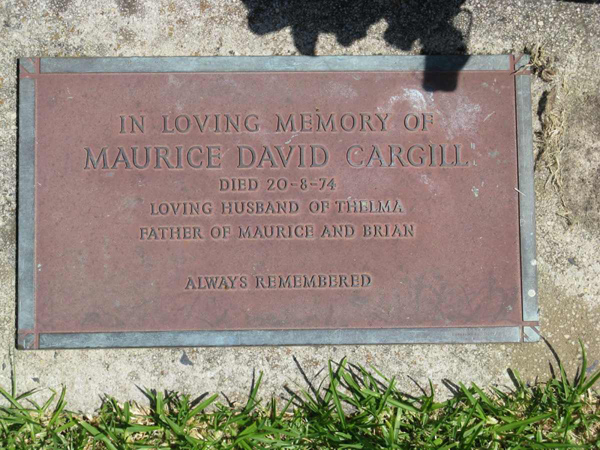 IN LOVING MEMORY OF
MAURICE DAVID CARGILL
DIED 20-8-74
LOVING HUSBAND OF THELMA
FATHER OF MAURICE AND BRIAN
ALWAYS REMEMBERED